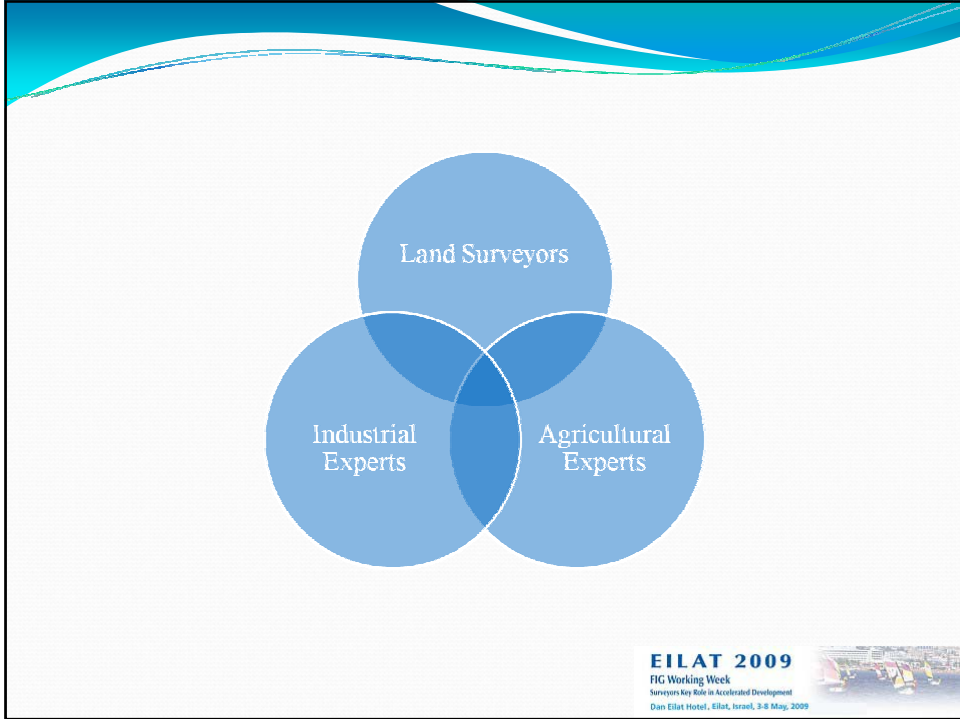 Land Surveyors
Industrial
Experts
Agricultural
Experts
EILAT 2009
FIG Working Week
Surveyors Key Role in Accelerated Development
Dan Eilat Hotel, Eilat, Israel, 3-8 May, 2009